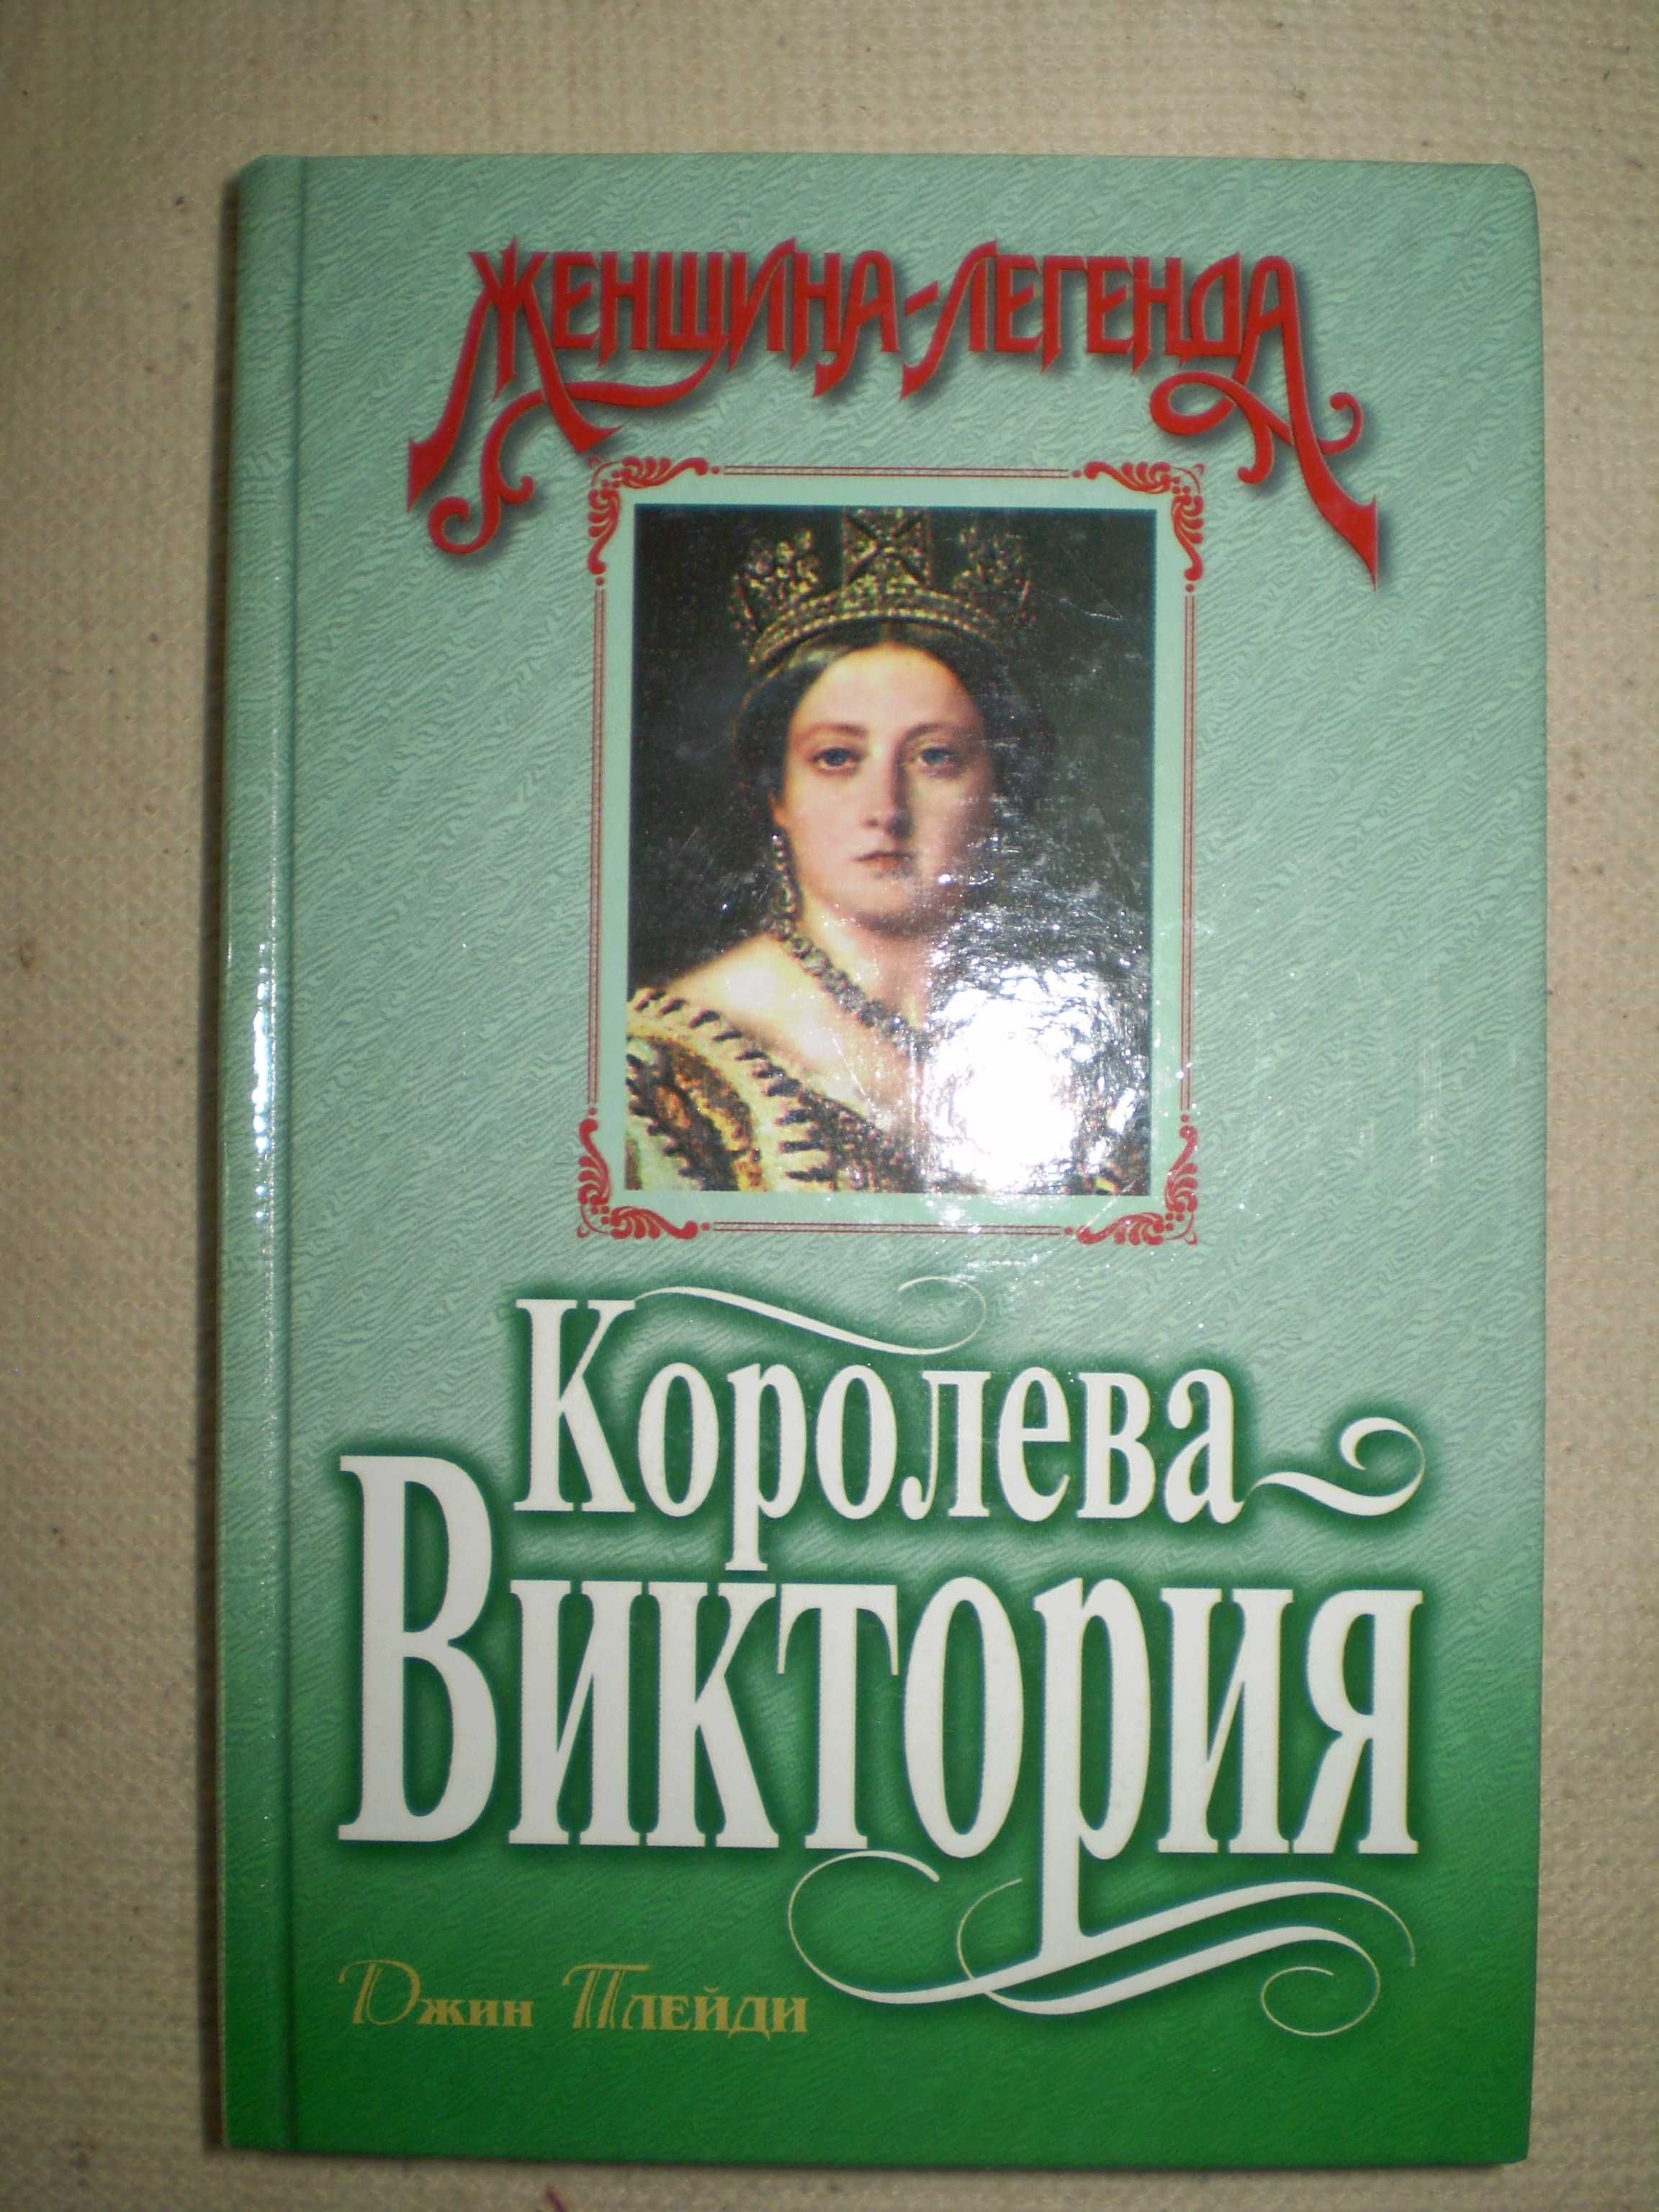 Женщина-Легенда
Королева
Виктория
Джин Плейди